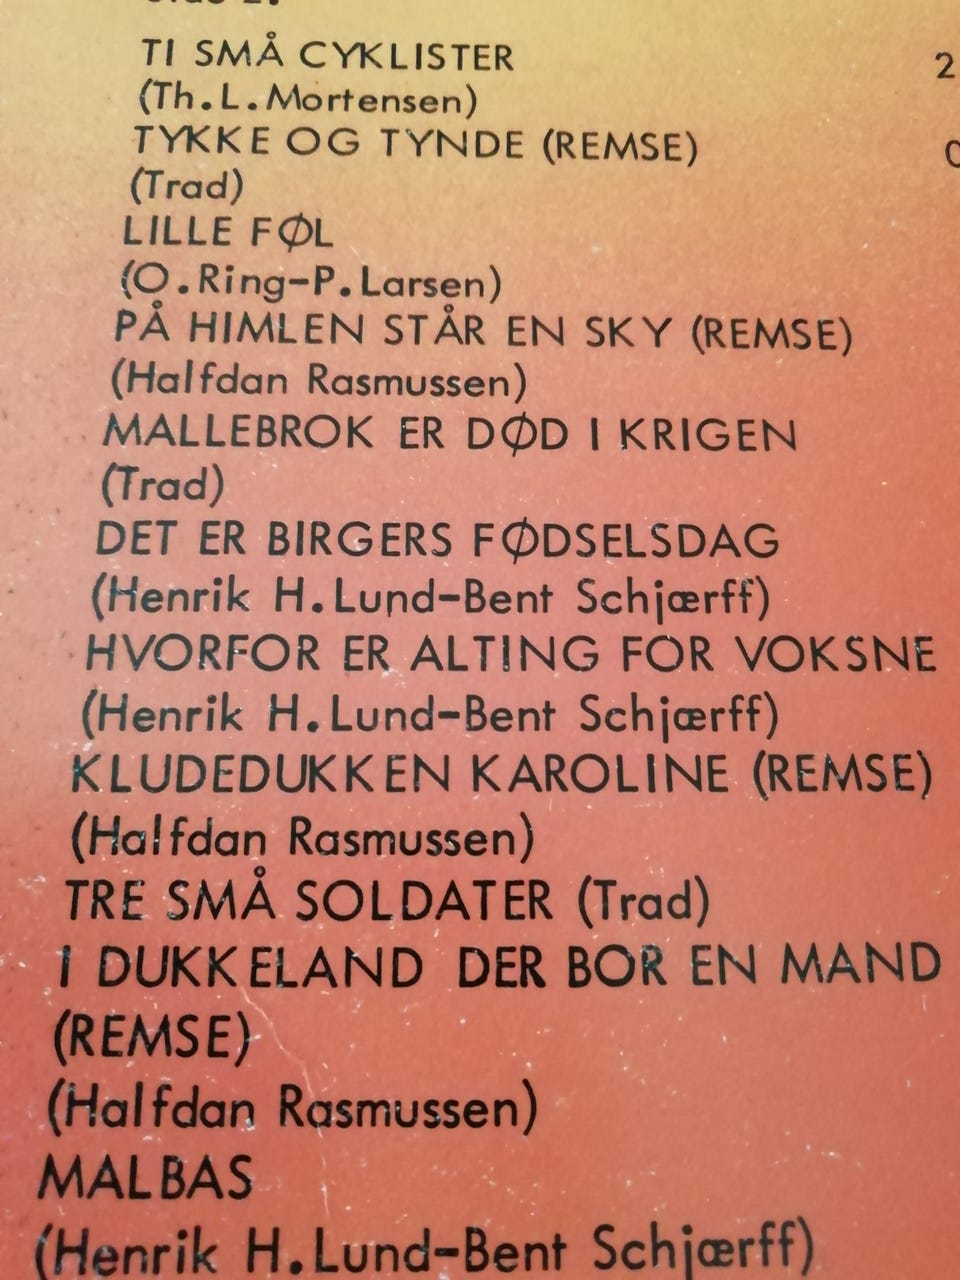 TI SMÅ CYKLISTER 2
(Th.L.Mortensen)
TYKKE OG TYNDE (REMSE)
(Trad)
LILLE FØL
(O.Ring-P.Larsen)
PÅ HIMLEN STÅR EN SKY (REMSE)
(Halfdan Rasmussen)
MALLEBROK ER DØD I KRIGEN
(Trad)
DET ER BIRGERS FØDSELSDAG
(Henrik H.Lund-Bent Schjærff)
HVORFOR ER ALTING FOR VOKSNE
(Henrik H.Lund-Bent Schjærff)
KLUDEDUKKEN KAROLINE (REMSE)
(Halfdan Rasmussen)
TRE SMÅ SOLDATER (Trad)
I DUKKELAND DER BOR EN MAND
(REMSE)
(Halfdan Rasmussen)
MALBAS
(Henrik H.Lund-Bent Schjærff)